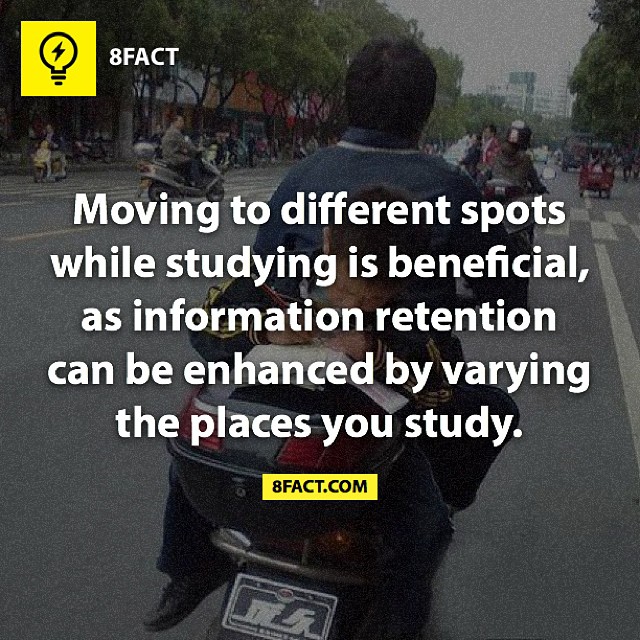 8FACT
Moving to different spots
while studying is beneficial,
as information retention
can be enhanced by varying
the places you study.
8FACT.COM